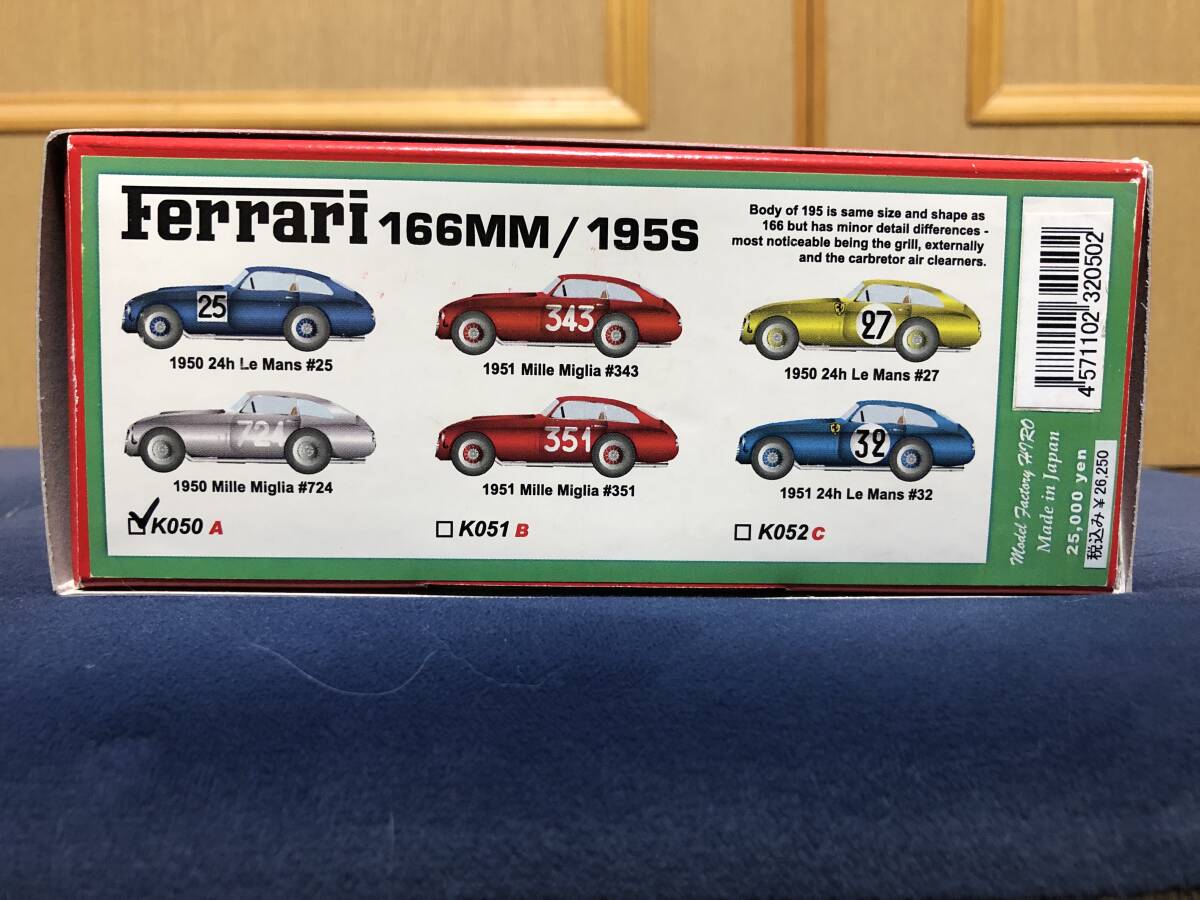 Ferrari 166MM / 195S
Body of 195 is same size and shape as
166 but has minor detail differences -
most noticeable being the grill, externally
and the carbretor air clearners.
25
1950 24h Le Mans #25
343
1951 Mille Miglia #343
27
1950 24h Le Mans #27
724
1950 Mille Miglia #724
351
1951 Mille Miglia #351
32
1951 24h Le Mans #32
K050 A
K051 B
K052 C
4571102 320502
Model Factory HIRO
Made in Japan
25,000 yen
税込み ¥26,250